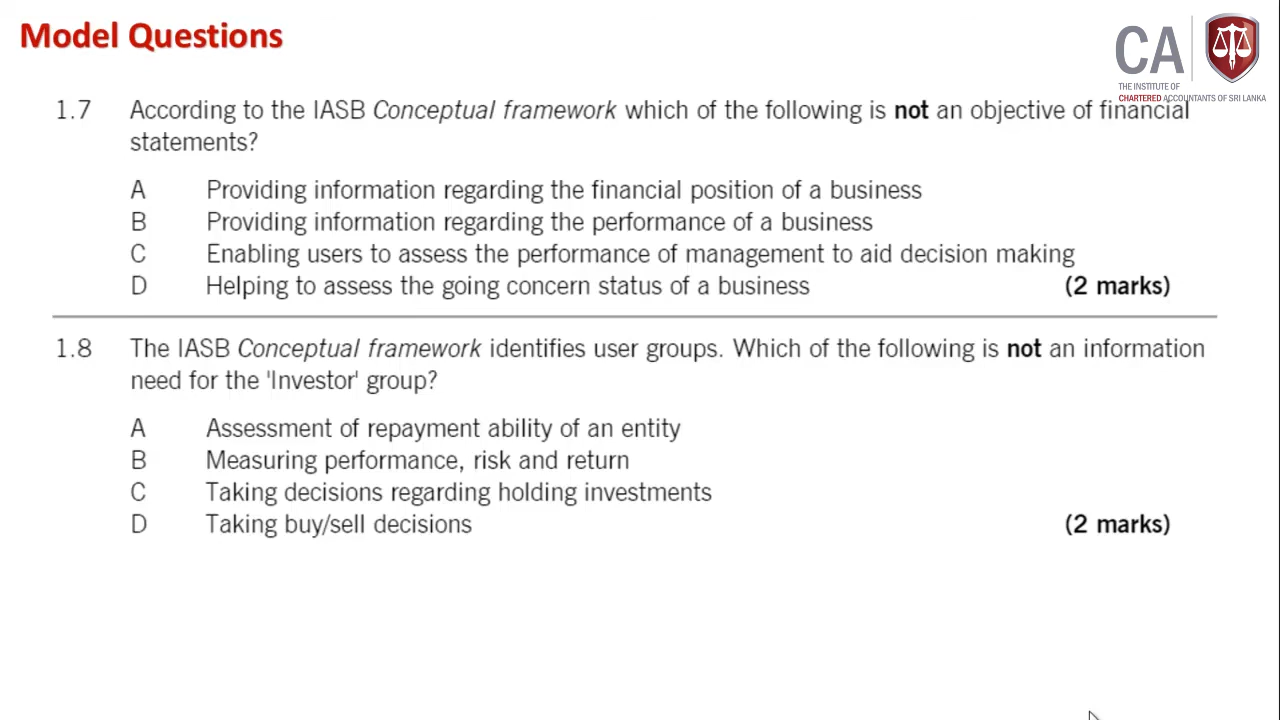 Model Questions
CA
THE INSTITUTE OF
CHARTERED ACCOUNTANTS OF SRI LANKA
1.7 According to the IASB Conceptual framework which of the following is not an objective of financial
statements?
A Providing information regarding the financial position of a business
B Providing information regarding the performance of a business
C Enabling users to assess the performance of management to aid decision making
D Helping to assess the going concern status of a business (2 marks)
1.8 The IASB Conceptual framework identifies user groups. Which of the following is not an information
need for the 'Investor' group?
A Assessment of repayment ability of an entity
B Measuring performance, risk and return
C Taking decisions regarding holding investments
D Taking buy/sell decisions (2 marks)